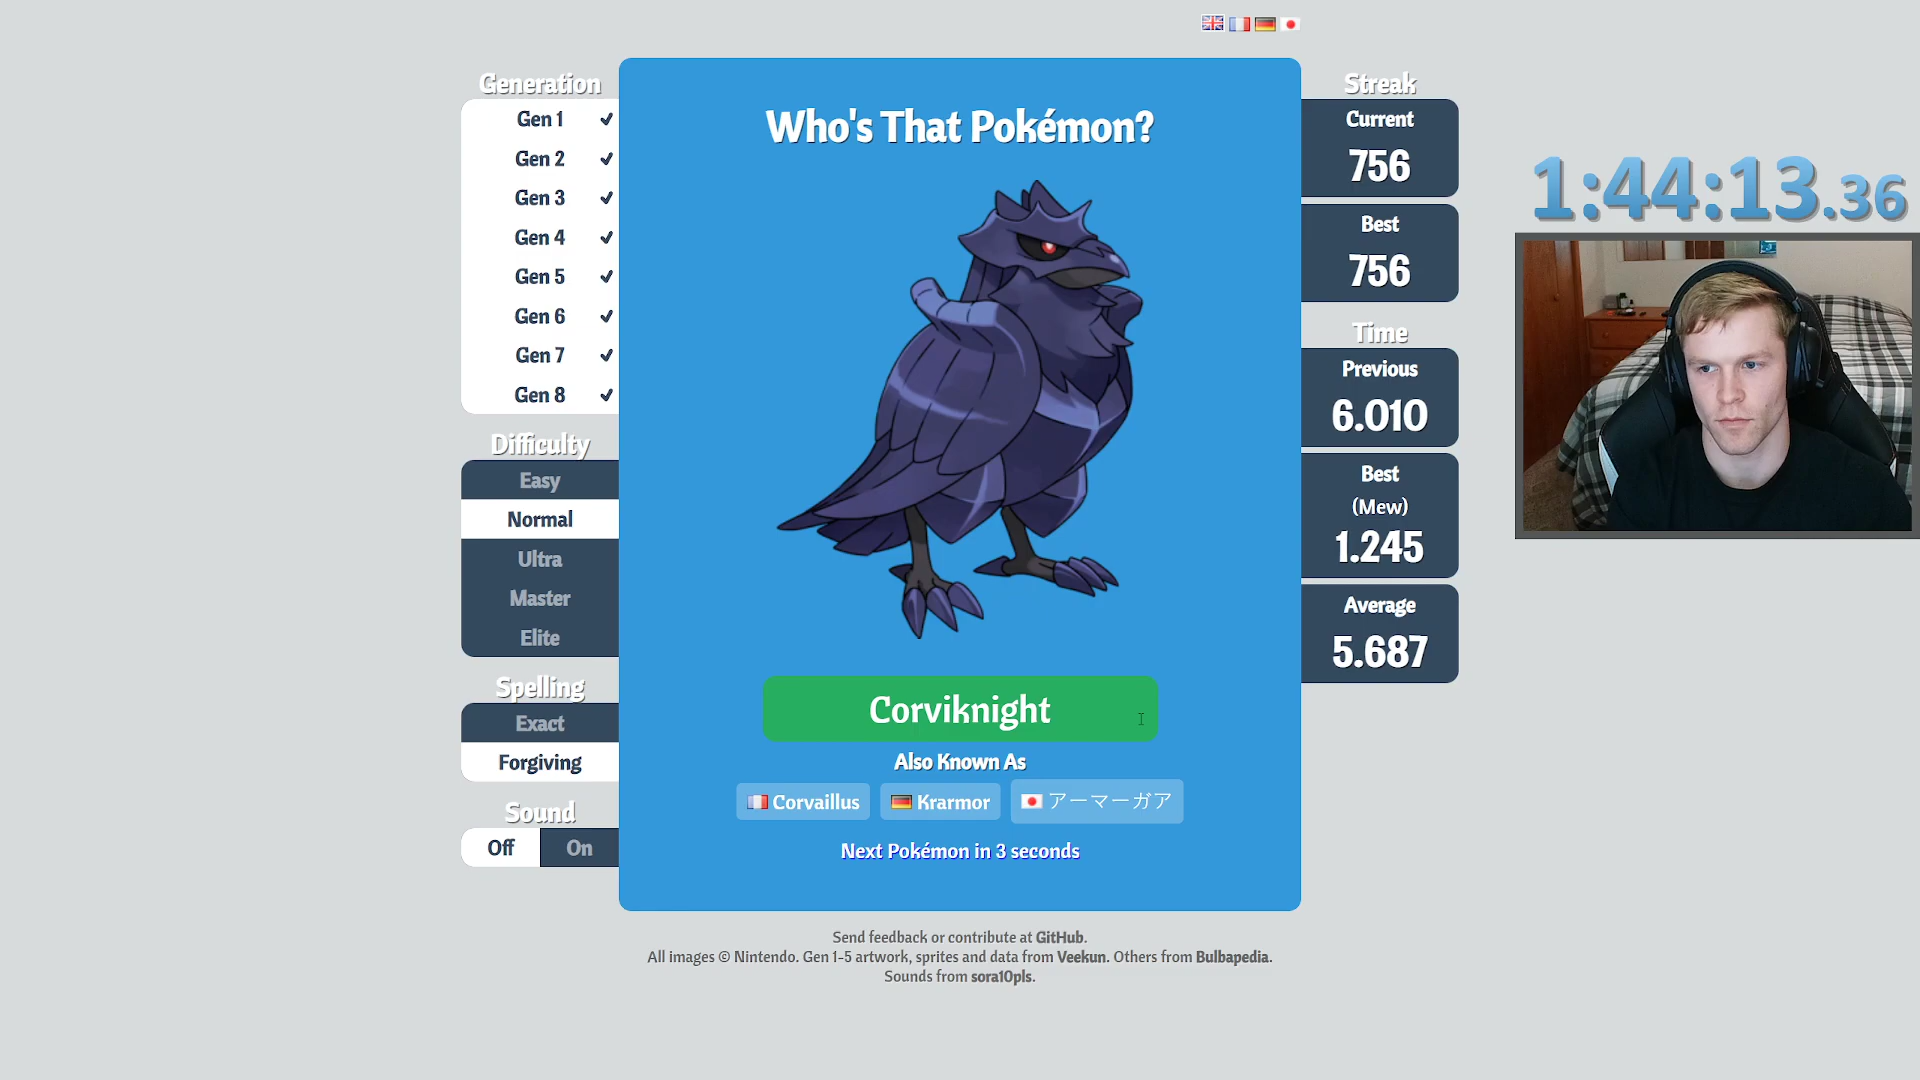 Generation
Gen 1
Gen 2
Gen 3
Gen 4
Gen 5
Gen 6
Gen 7
Gen 8
Difficulty
Easy
Normal
Ultra
Master
Elite
Spelling
Exact
Forgiving
Sound
Off On
Who's That Pokémon?
Corviknight
Also Known As
Corvaillus Krarmor アーマーガア
Next Pokémon in 3 seconds
Streak
Current
756
Best
756
Time
Previous
6.010
Best
(Mew)
1.245
Average
5.687
1:44:13.36
Send feedback or contribute at GitHub.
All images © Nintendo. Gen 1-5 artwork, sprites and data from Veekun. Others from Bulbapedia.
Sounds from sora10pls.